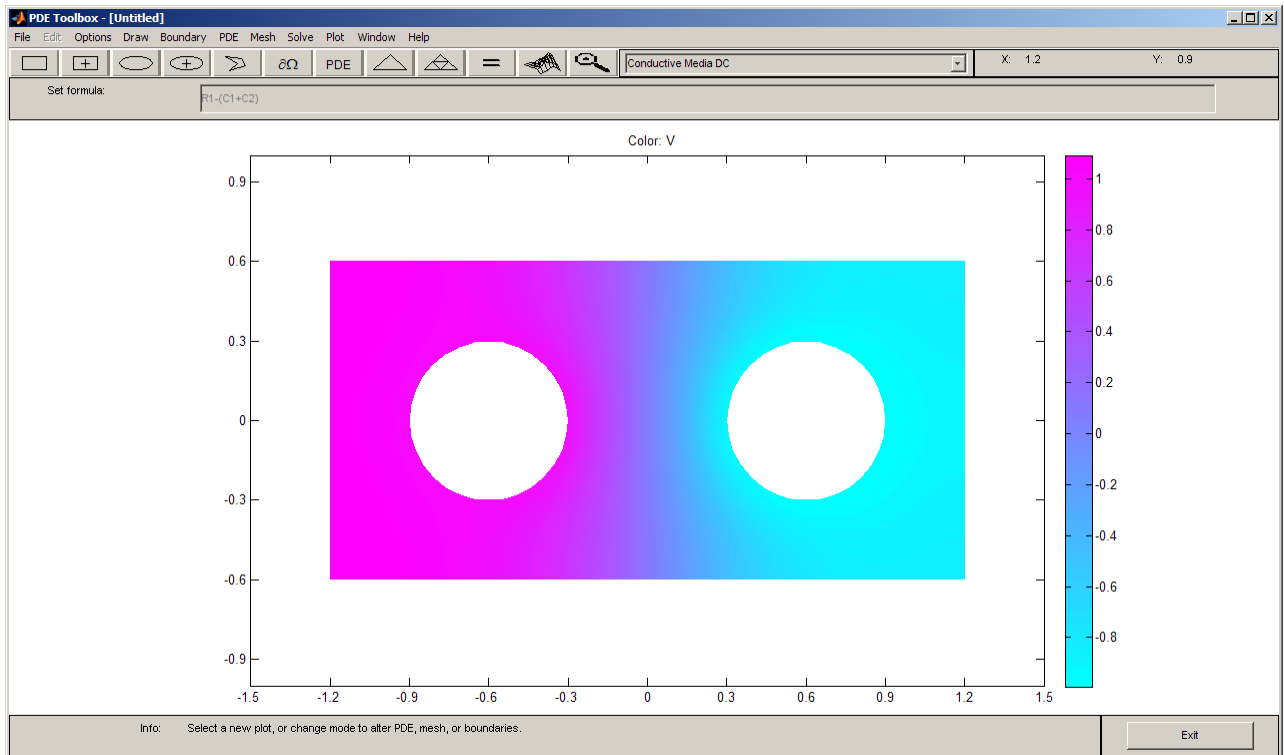 PDE Toolbox - [Untitled]
File Edit Options Draw Boundary PDE Mesh Solve Plot Window Help
∂Ω PDE = Conductive Media DC X: 1.2 Y: 0.9
Set formula: R1-(C1+C2)
Color: V
0.9
0.6
0.3
0
-0.3
-0.6
-0.9
-1.5 -1.2 -0.9 -0.6 -0.3 0 0.3 0.6 0.9 1.2 1.5
1
0.8
0.6
0.4
0.2
0
-0.2
-0.4
-0.6
-0.8
Info: Select a new plot, or change mode to alter PDE, mesh, or boundaries.
Exit